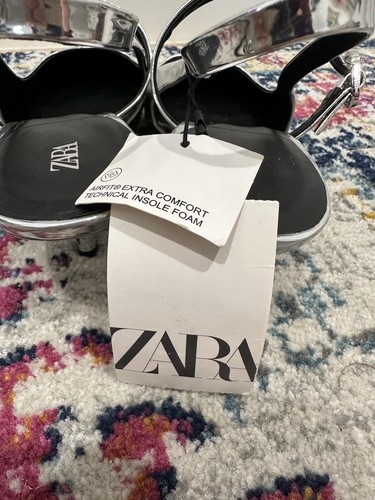 ZARA
AIRFIT® EXTRA COMFORT
TECHNICAL INSOLE FOAM
ZARA